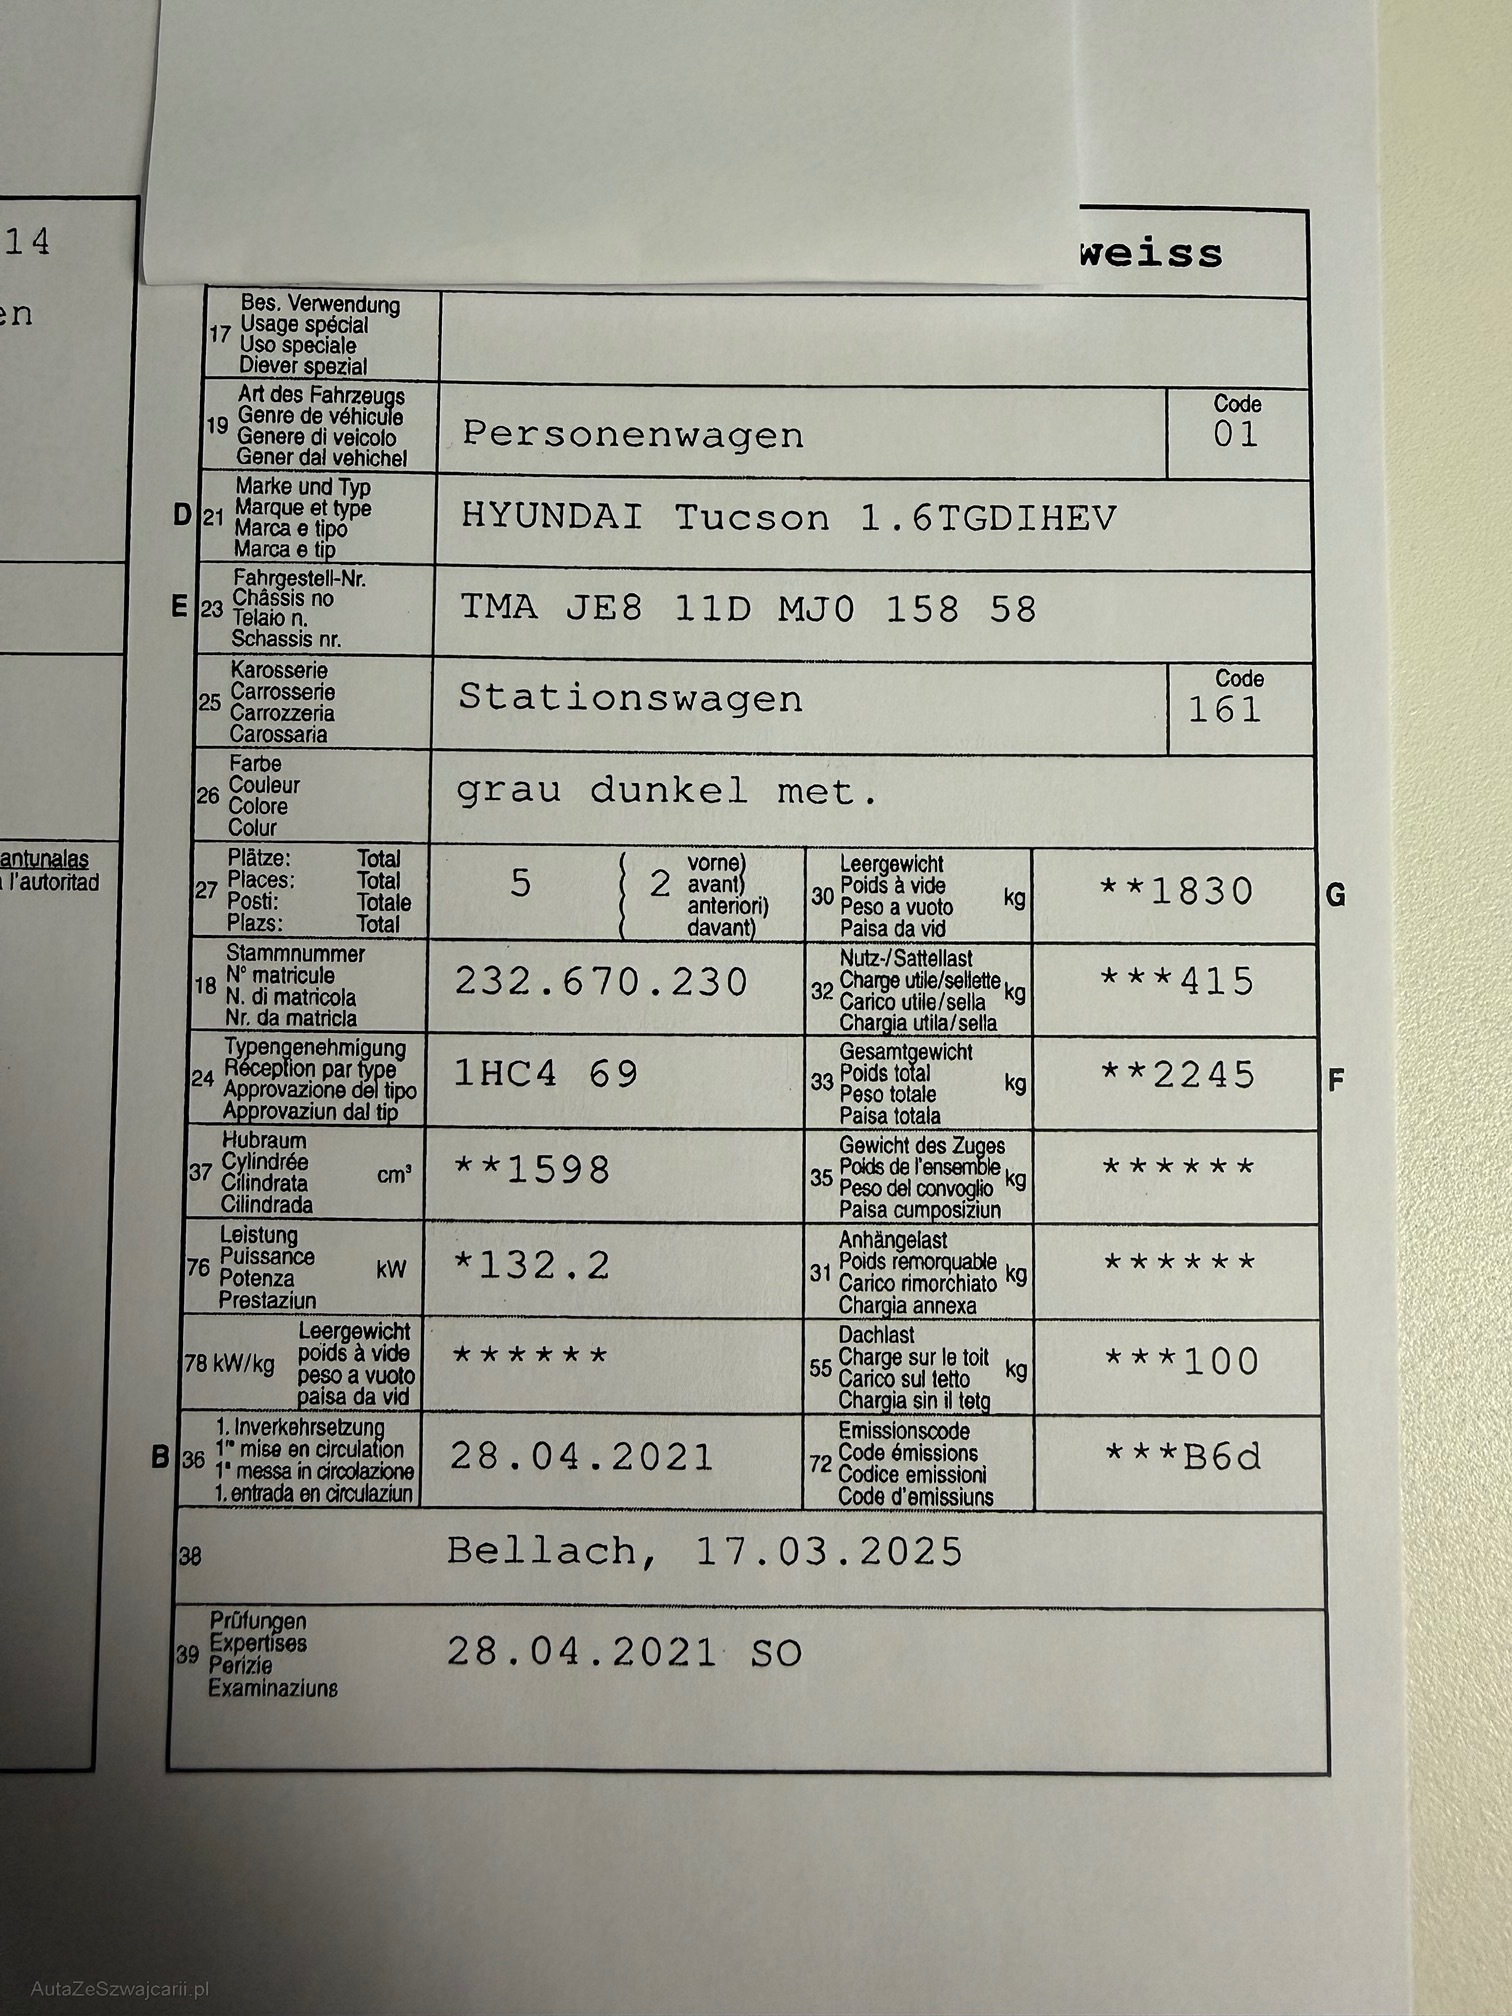 14
en
antunalas
l'autoritad
weiss
17
Bes. Verwendung
Usage spécial
Uso speciale
Diever spezial
19
Art des Fahrzeugs
Genre de véhicule
Genere di veicolo
Gener dal vehichel
Personenwagen
Code
01
D
21
Marke und Typ
Marque et type
Marca e tipo
Marca e tip
HYUNDAI Tucson 1.6TGDIHEV
E
23
Fahrgestell-Nr.
Châssis no
Telaio n.
Schassis nr.
TMA JE8 11D MJ0 158 58
25
Karosserie
Carrosserie
Carrozzeria
Carossaria
Stationswagen
Code
161
26
Farbe
Couleur
Colore
Colur
grau dunkel met.
27
Plätze: Total
Places: Total
Posti: Totale
Plazs: Total
5 ( 2
vorne)
avant)
anteriori)
davant)
30
Leergewicht
Poids à vide
Peso a vuoto
Paisa da vid
kg
**1830
G
18
Stammnummer
N° matricule
N. di matricola
Nr. da matricla
232.670.230
32
Nutz-/Sattellast
Charge utile/sellette
Carico utile/sella
Chargia utila/sella
kg
***415
24
Typengenehmigung
Réception par type
Approvazione del tipo
Approvaziun dal tip
1HC4 69
33
Gesamtgewicht
Poids total
Peso totale
Paisa totala
kg
**2245
F
37
Hubraum
Cylindrée
Cilindrata
Cilindrada
cm³
**1598
35
Gewicht des Zuges
Poids de l'ensemble
Peso del convoglio
Paisa cumposiziun
kg
******
76
Leistung
Puissance
Potenza
Prestaziun
kW
*132.2
31
Anhängelast
Poids remorquable
Carico rimorchiato
Chargia annexa
kg
******
78 kW/kg
Leergewicht
poids à vide
peso a vuoto
paisa da vid
******
55
Dachlast
Charge sur le toit
Carico sul tetto
Chargia sin il tetg
kg
***100
B
36
1. Inverkehrsetzung
1re mise en circulation
1a messa in circolazione
1. entrada en circulaziun
28.04.2021
72
Emissionscode
Code émissions
Codice emissioni
Code d'emissiuns
***B6d
38
Bellach, 17.03.2025
39
Prüfungen
Expertises
Perizie
Examinaziuns
28.04.2021 SO
AutaZeSzwajcarii.pl